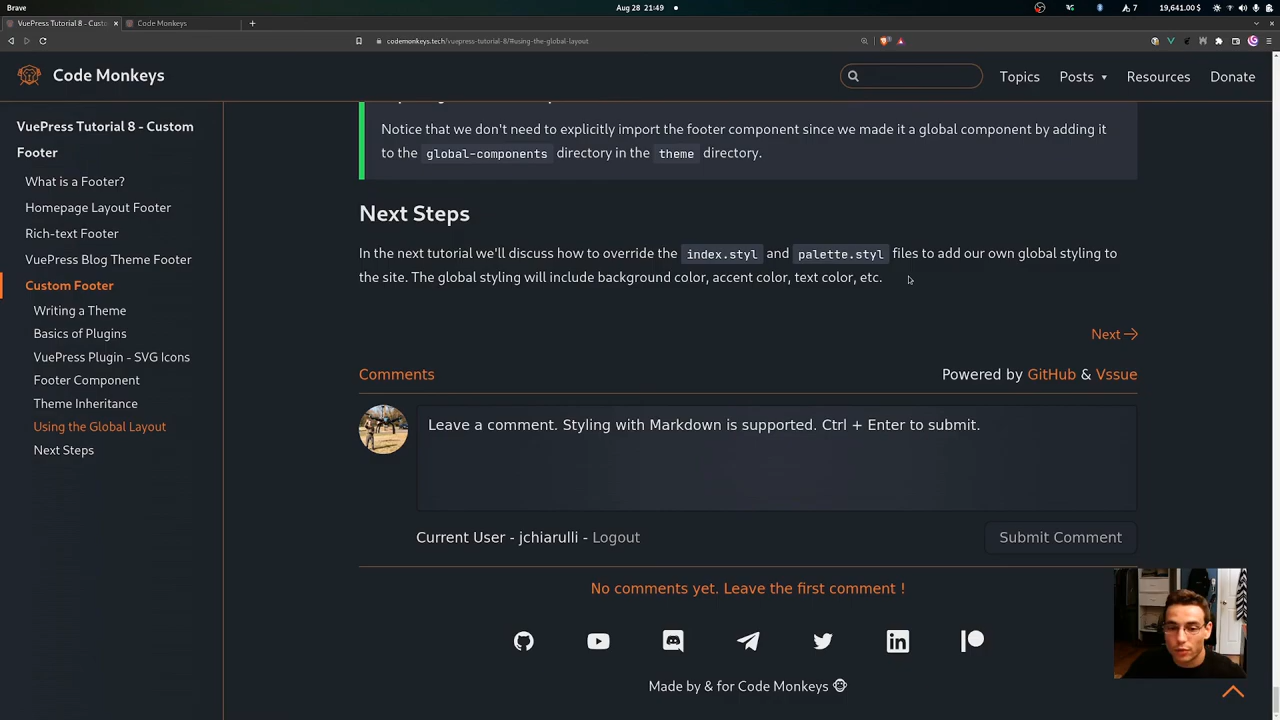 Brave
Aug 28 21:49
7
19,641.00
VuePress Tutorial 8 - Custo
Code Monkeys
codemonkeys.tech/vuepress-tutorial-8/#using-the-global-layout
Code Monkeys
Topics
Posts
Resources
Donate
VuePress Tutorial 8 - Custom
Footer
What is a Footer?
Homepage Layout Footer
Rich-text Footer
VuePress Blog Theme Footer
Custom Footer
Writing a Theme
Basics of Plugins
VuePress Plugin - SVG Icons
Footer Component
Theme Inheritance
Using the Global Layout
Next Steps
Notice that we don't need to explicitly import the footer component since we made it a global component by adding it
to the global-components directory in the theme directory.
Next Steps
In the next tutorial we'll discuss how to override the index.styl and palette.styl files to add our own global styling to
the site. The global styling will include background color, accent color, text color, etc.
Next
Comments
Powered by GitHub & Vssue
Leave a comment. Styling with Markdown is supported. Ctrl + Enter to submit.
Current User - jchiarulli - Logout
Submit Comment
No comments yet. Leave the first comment !
Made by & for Code Monkeys